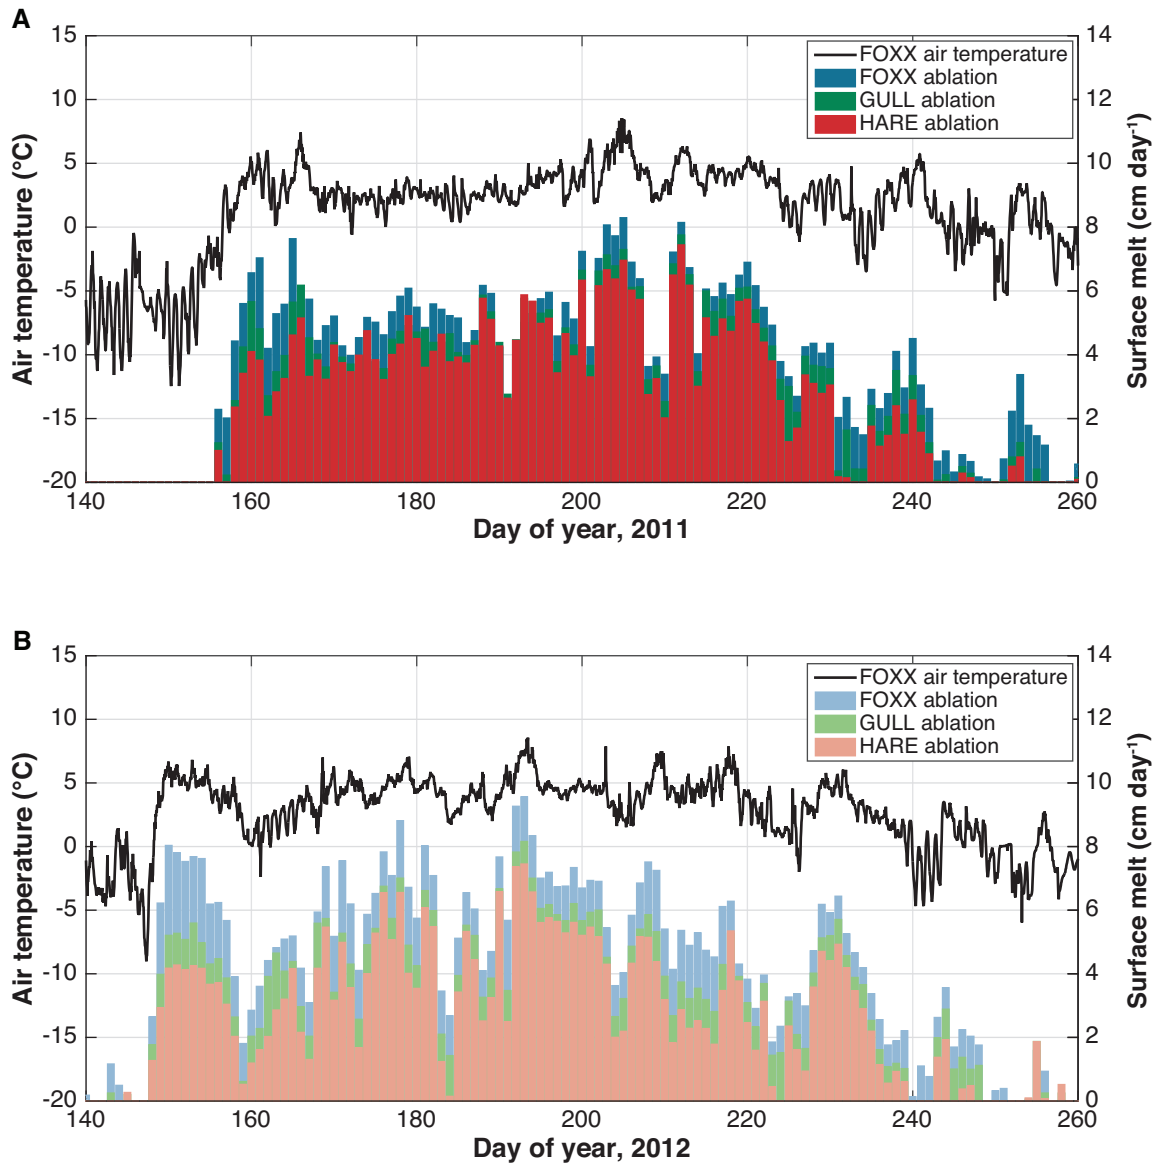 A
15 14
FOXX air temperature
FOXX ablation
GULL ablation
HARE ablation
10 12
5 10
0 8
-5 6
-10 4
-15 2
-20 0
Air temperature (°C)
Surface melt (cm day-1)
140 160 180 200 220 240 260
Day of year, 2011
B
15 14
FOXX air temperature
FOXX ablation
GULL ablation
HARE ablation
10 12
5 10
0 8
-5 6
-10 4
-15 2
-20 0
Air temperature (°C)
Surface melt (cm day-1)
140 160 180 200 220 240 260
Day of year, 2012